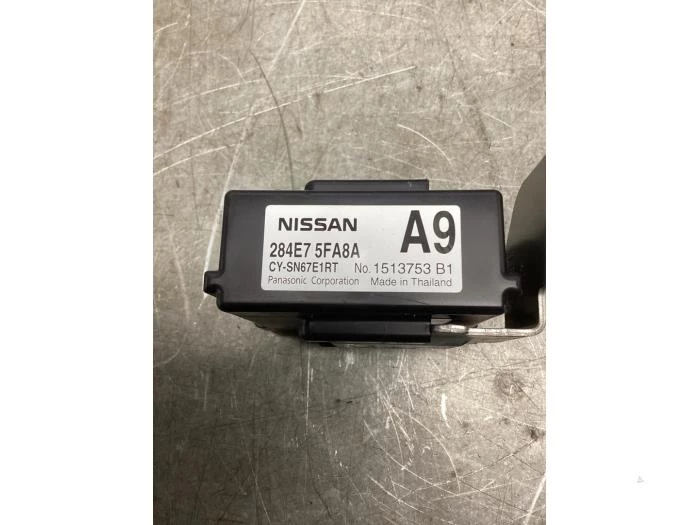 NISSAN A9
284E7 5FA8A
CY-SN67E1RT No. 1513753 B1
Panasonic Corporation Made in Thailand